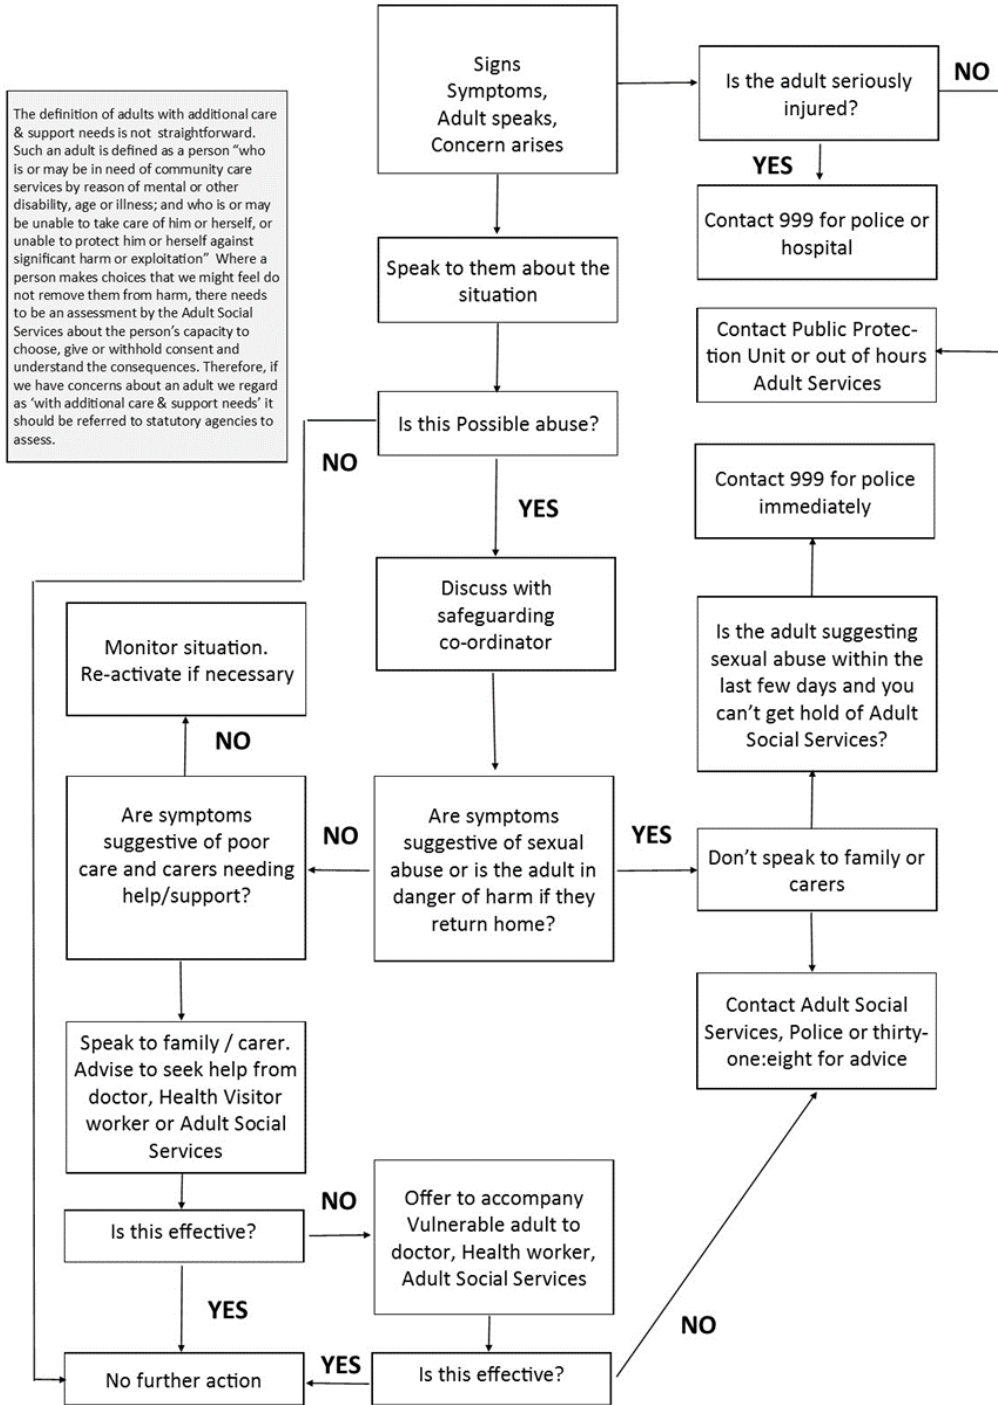 Signs
Symptoms,
Adult speaks,
Concern arises
Is the adult seriously
injured?
NO
YES
Contact 999 for police or
hospital
The definition of adults with additional care
& support needs is not straightforward.
Such an adult is defined as a person “who
is or may be in need of community care
services by reason of mental or other
disability, age or illness; and who is or may
be unable to take care of him or herself, or
unable to protect him or herself against
significant harm or exploitation” Where a
person makes choices that we might feel do
not remove them from harm, there needs
to be an assessment by the Adult Social
Services about the person’s capacity to
choose, give or withhold consent and
understand the consequences. Therefore, if
we have concerns about an adult we regard
as ‘with additional care & support needs’ it
should be referred to statutory agencies to
assess.
Speak to them about the
situation
Contact Public Protec-
tion Unit or out of hours
Adult Services
Is this Possible abuse?
NO
YES
Contact 999 for police
immediately
Discuss with
safeguarding
co-ordinator
Is the adult suggesting
sexual abuse within the
last few days and you
can’t get hold of Adult
Social Services?
Monitor situation.
Re-activate if necessary
NO
Are symptoms
suggestive of poor
care and carers needing
help/support?
NO
Are symptoms
suggestive of sexual
abuse or is the adult in
danger of harm if they
return home?
YES
Don’t speak to family or
carers
Contact Adult Social
Services, Police or thirty-
one:eight for advice
Speak to family / carer.
Advise to seek help from
doctor, Health Visitor
worker or Adult Social
Services
Is this effective?
NO
Offer to accompany
Vulnerable adult to
doctor, Health worker,
Adult Social Services
YES
NO
No further action
YES
Is this effective?